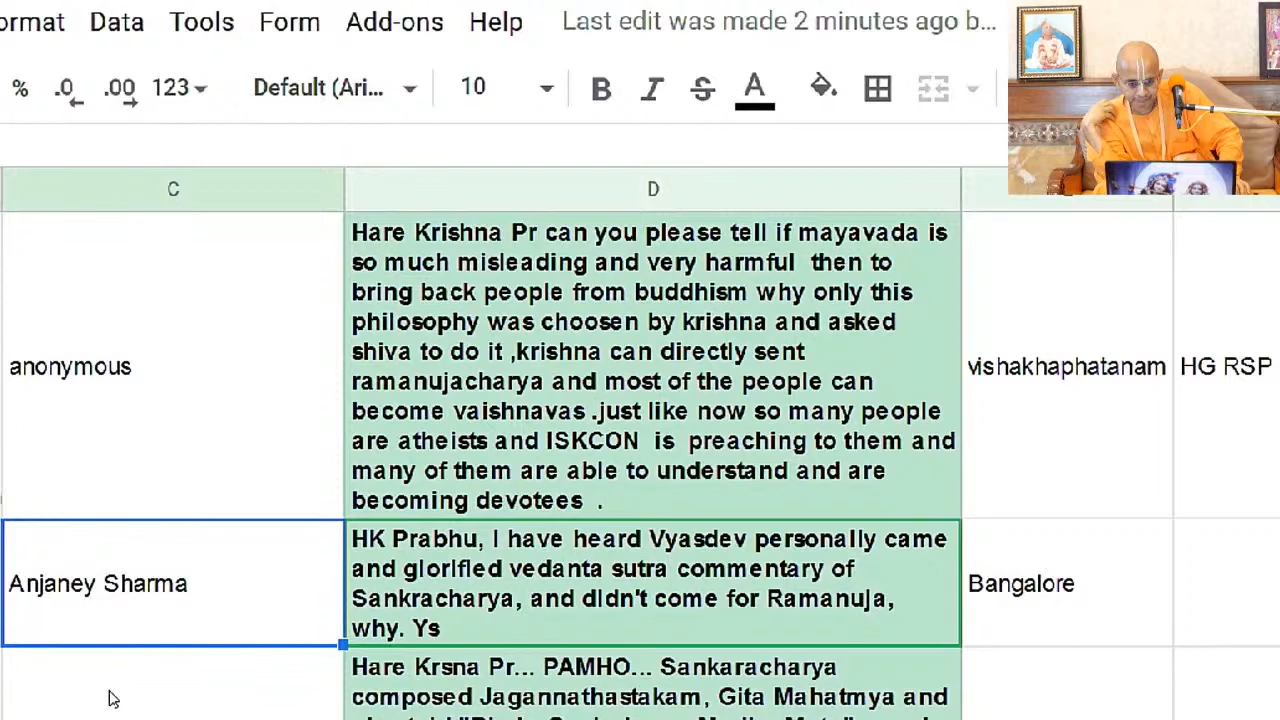 ormat Data Tools Form Add-ons Help Last edit was made 2 minutes ago b...
% .0 .00 123 Default (Ari... 10 B I S A
C D
Hare Krishna Pr can you please tell if mayavada is
so much misleading and very harmful then to
bring back people from buddhism why only this
philosophy was choosen by krishna and asked
shiva to do it ,krishna can directly sent
ramanujacharya and most of the people can
become vaishnavas .just like now so many people
are atheists and ISKCON is preaching to them and
many of them are able to understand and are
becoming devotees .
anonymous
vishakhaphatanam
HG RSP
HK Prabhu, I have heard Vyasdev personally came
and glorified vedanta sutra commentary of
Sankracharya, and didn't come for Ramanuja,
why. Ys
Anjaney Sharma
Bangalore
Hare Krsna Pr... PAMHO... Sankaracharya
composed Jagannathastakam, Gita Mahatmya and